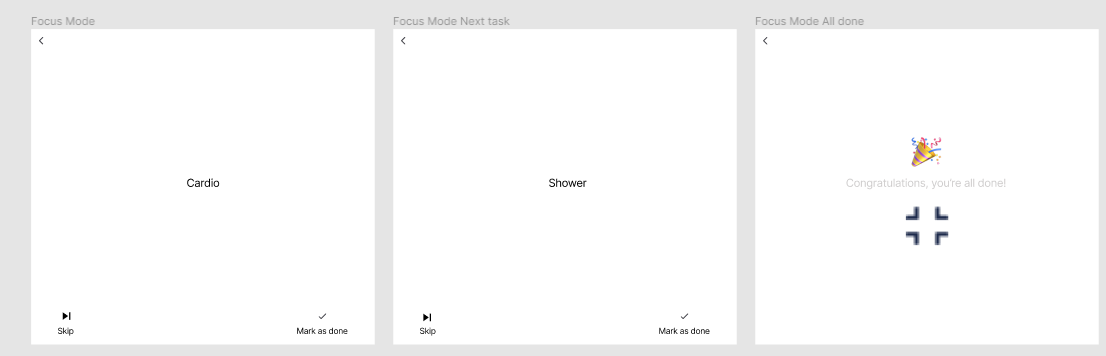 Focus Mode
Cardio
Skip
Mark as done
Focus Mode Next task
Shower
Skip
Mark as done
Focus Mode All done
Congratulations, you're all done!